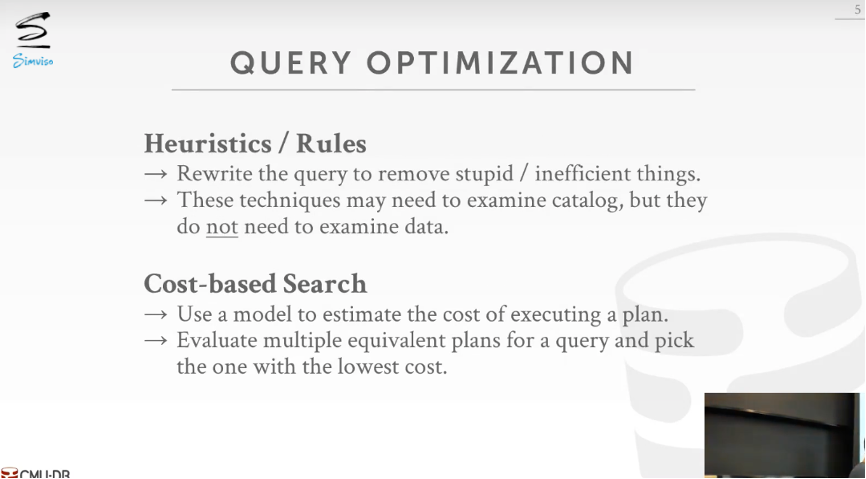 5
Simviso
QUERY OPTIMIZATION
Heuristics / Rules
→ Rewrite the query to remove stupid / inefficient things.
→ These techniques may need to examine catalog, but they
do not need to examine data.
Cost-based Search
→ Use a model to estimate the cost of executing a plan.
→ Evaluate multiple equivalent plans for a query and pick
the one with the lowest cost.
CMU·DB